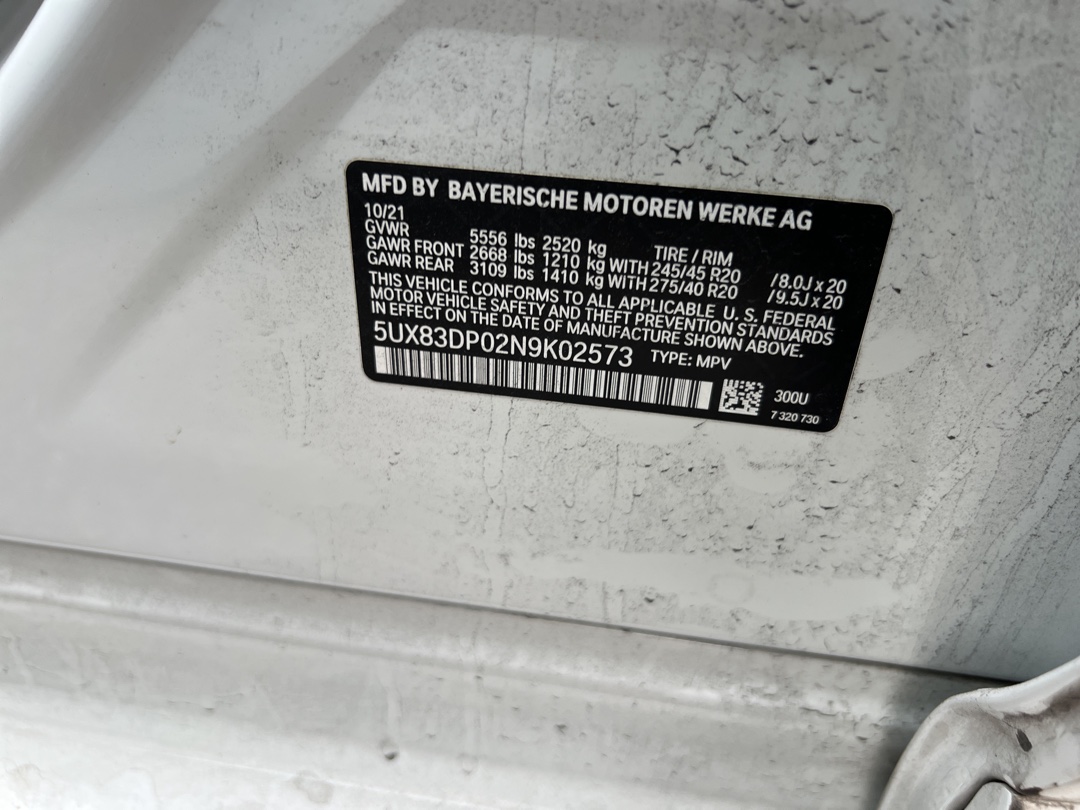 MFD BY BAYERISCHE MOTOREN WERKE AG
10/21
GVWR 5556 lbs 2520 kg TIRE / RIM
GAWR FRONT 2668 lbs 1210 kg WITH 245/45 R20 /8.0J x 20
GAWR REAR 3109 lbs 1410 kg WITH 275/40 R20 /9.5J x 20
THIS VEHICLE CONFORMS TO ALL APPLICABLE U. S. FEDERAL
MOTOR VEHICLE SAFETY AND THEFT PREVENTION STANDARDS
IN EFFECT ON THE DATE OF MANUFACTURE SHOWN ABOVE.
5UX83DP02N9K02573 TYPE: MPV
300U
7 320 730